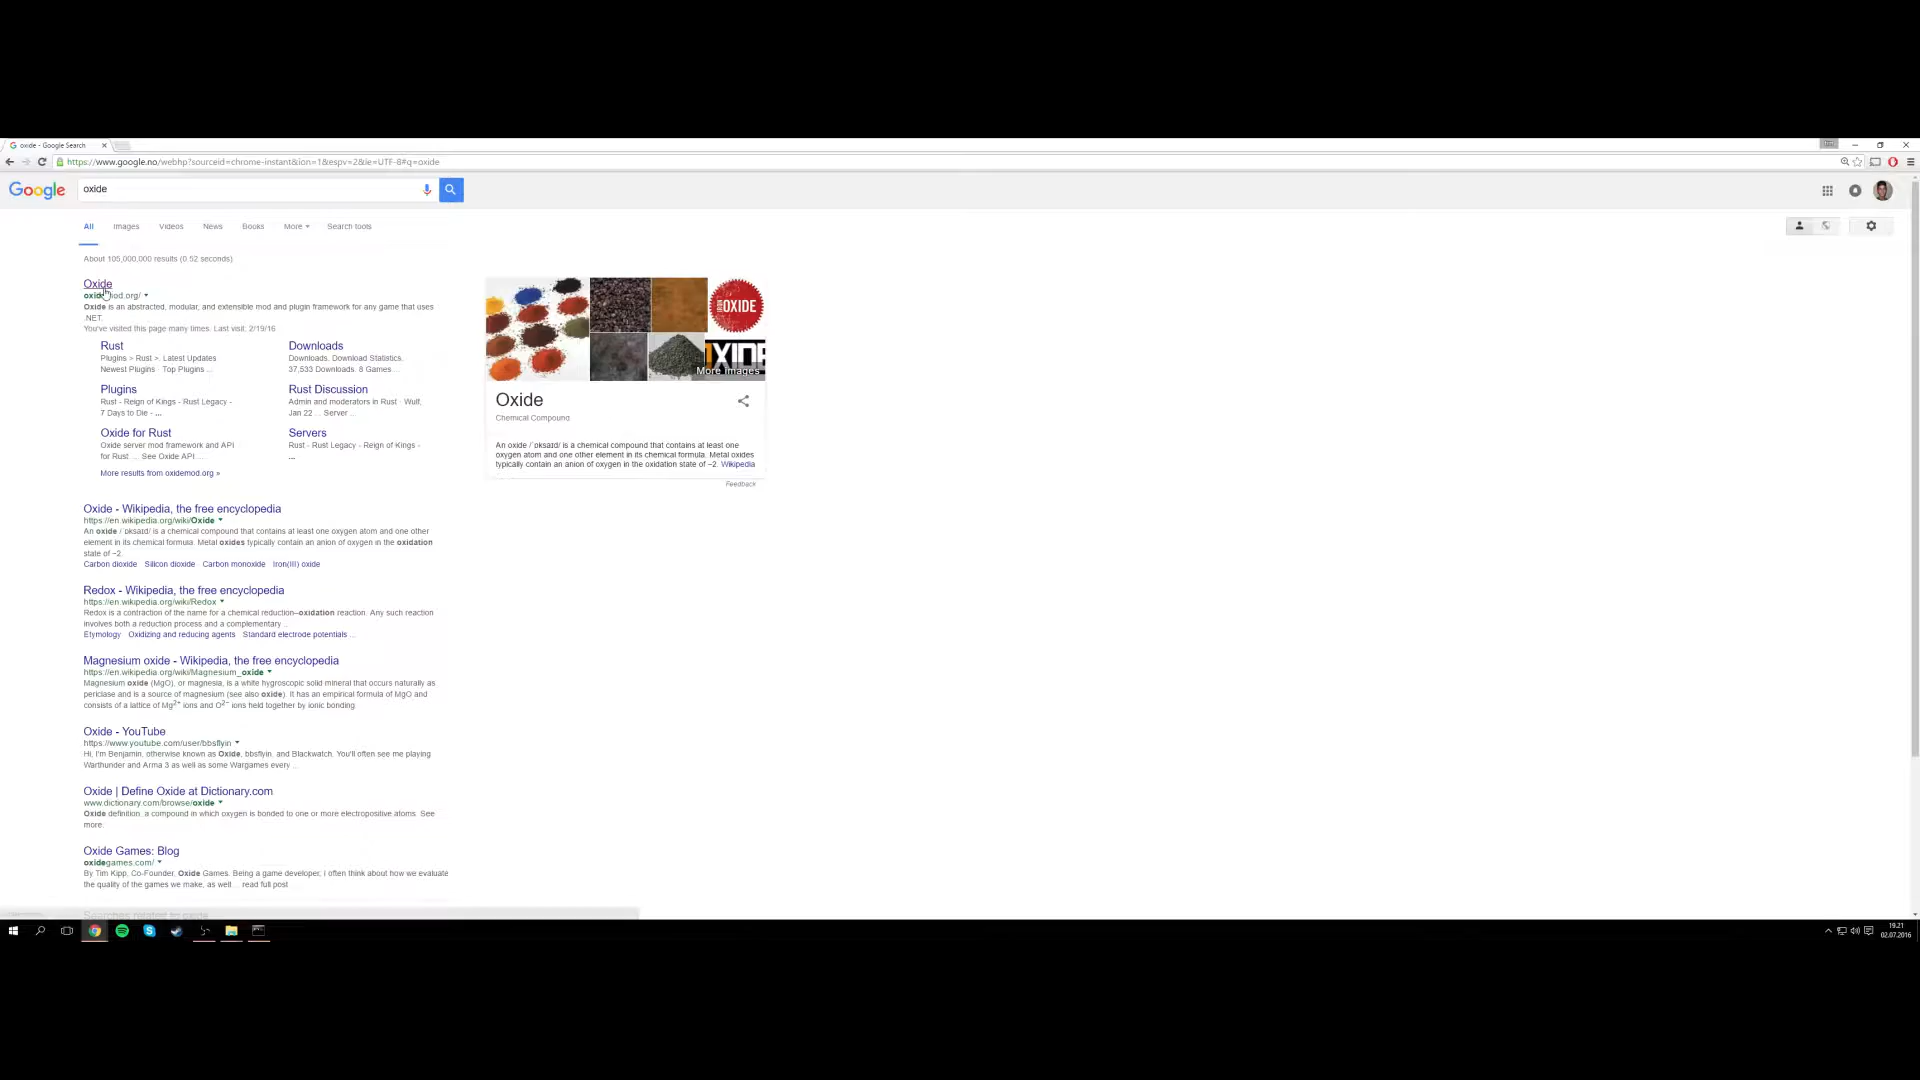 oxide - Google Search
https://www.google.no/webhp?sourceid=chrome-instant&ion=1&espv=2&ie=UTF-8#q=oxide
Google
oxide
All Images Videos News Books More Search tools
About 105,000,000 results (0.52 seconds)
Oxide
oxidemod.org/
Oxide is an abstracted, modular, and extensible mod and plugin framework for any game that uses
.NET.
You've visited this page many times. Last visit: 2/19/16
Rust
Plugins > Rust >. Latest Updates
Newest Plugins · Top Plugins ...
Downloads
Downloads. Download Statistics.
37,533 Downloads. 8 Games....
Plugins
Rust - Reign of Kings - Rust Legacy -
7 Days to Die - ...
Rust Discussion
Admin and moderators in Rust · Wulf,
Jan 22 ... Server ...
Oxide for Rust
Oxide server mod framework and API
for Rust ... See Oxide API ...
Servers
Rust - Rust Legacy - Reign of Kings -
...
More results from oxidemod.org »
OXIDE
OXIDE
More images
Oxide
Chemical Compound
An oxide /ˈɒksaɪd/ is a chemical compound that contains at least one
oxygen atom and one other element in its chemical formula. Metal oxides
typically contain an anion of oxygen in the oxidation state of −2. Wikipedia
Feedback
Oxide - Wikipedia, the free encyclopedia
https://en.wikipedia.org/wiki/Oxide
An oxide /ˈɒksaɪd/ is a chemical compound that contains at least one oxygen atom and one other
element in its chemical formula. Metal oxides typically contain an anion of oxygen in the oxidation
state of −2.
Carbon dioxide Silicon dioxide Carbon monoxide Iron(III) oxide
Redox - Wikipedia, the free encyclopedia
https://en.wikipedia.org/wiki/Redox
Redox is a contraction of the name for a chemical reduction–oxidation reaction. Any such reaction
involves both a reduction process and a complementary ...
Etymology Oxidizing and reducing agents Standard electrode potentials ...
Magnesium oxide - Wikipedia, the free encyclopedia
https://en.wikipedia.org/wiki/Magnesium_oxide
Magnesium oxide (MgO), or magnesia, is a white hygroscopic solid mineral that occurs naturally as
periclase and is a source of magnesium (see also oxide). It has an empirical formula of MgO and
consists of a lattice of Mg2+ ions and O2− ions held together by ionic bonding.
Oxide - YouTube
https://www.youtube.com/user/bbsflyin
Hi, I'm Benjamin, otherwise known as Oxide, bbsflyin, and Blackwatch. You'll often see me playing
Warthunder and Arma 3 as well as some Wargames every ...
Oxide | Define Oxide at Dictionary.com
www.dictionary.com/browse/oxide
Oxide definition, a compound in which oxygen is bonded to one or more electropositive atoms. See
more.
Oxide Games: Blog
oxidegames.com/
By Tim Kipp, Co-Founder, Oxide Games. Being a game developer, I often think about how we evaluate
the quality of the games we make, as well ... read full post
Searches related to oxide
19.21
02.07.2016